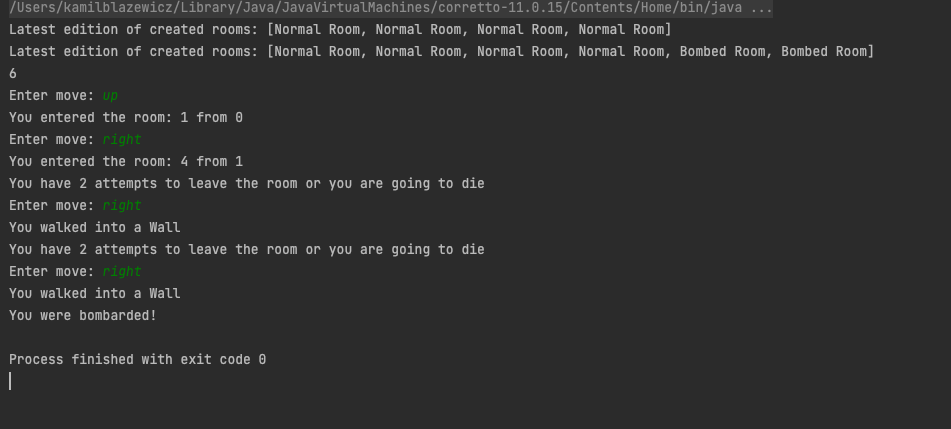 /Users/kamilblazewicz/Library/Java/JavaVirtualMachines/corretto-11.0.15/Contents/Home/bin/java ...
Latest edition of created rooms: [Normal Room, Normal Room, Normal Room, Normal Room]
Latest edition of created rooms: [Normal Room, Normal Room, Normal Room, Normal Room, Bombed Room, Bombed Room]
6
Enter move: up
You entered the room: 1 from 0
Enter move: right
You entered the room: 4 from 1
You have 2 attempts to leave the room or you are going to die
Enter move: right
You walked into a Wall
You have 2 attempts to leave the room or you are going to die
Enter move: right
You walked into a Wall
You were bombarded!
Process finished with exit code 0